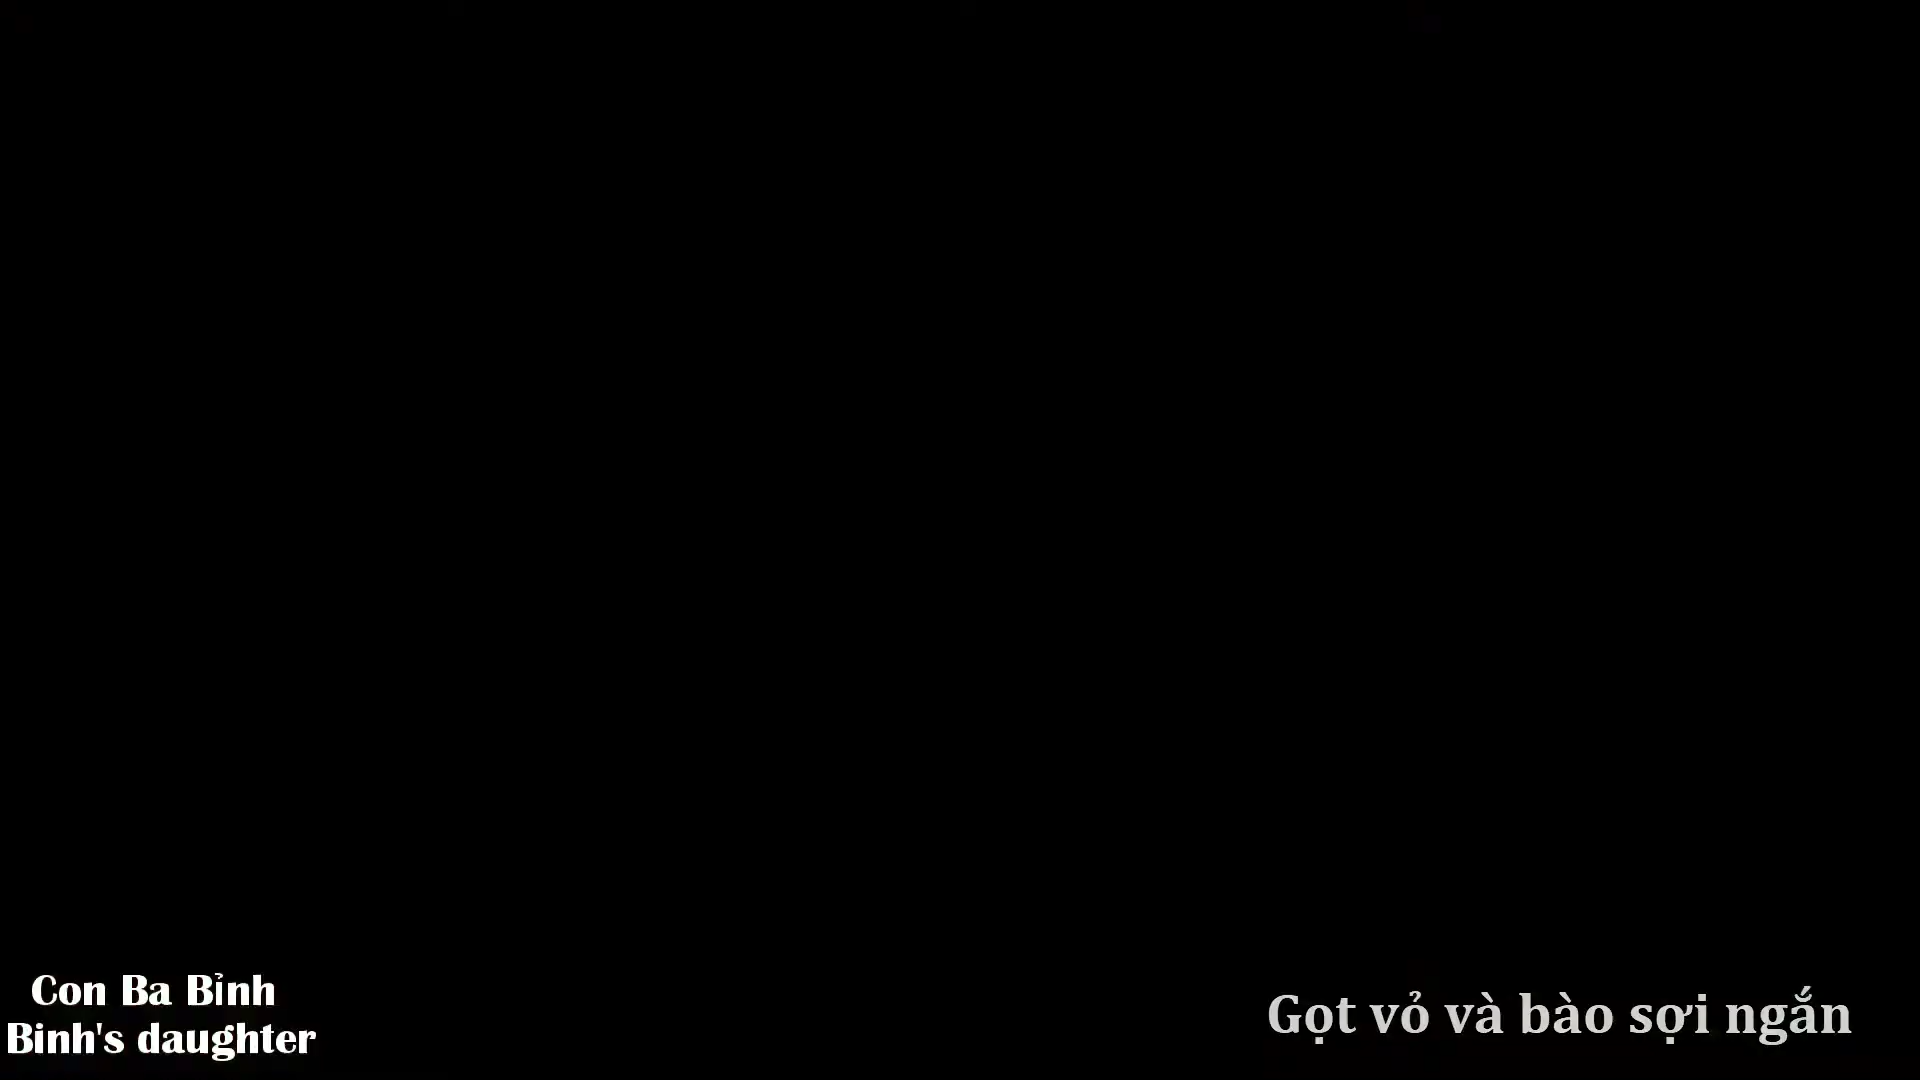 Con Ba Bỉnh
Binh's daughter
Gọt vỏ và bào sợi ngắn